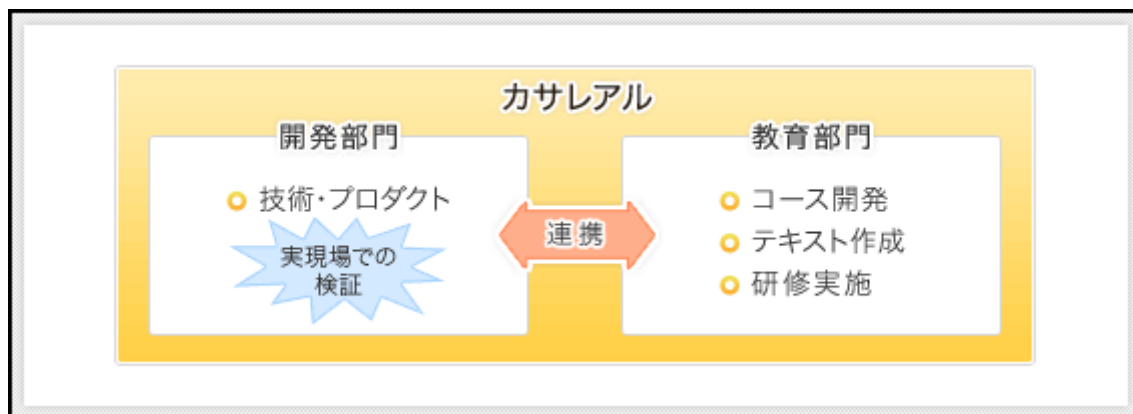 カサレアル
開発部門
技術・プロダクト
実現場での
検証
連携
教育部門
コース開発
テキスト作成
研修実施